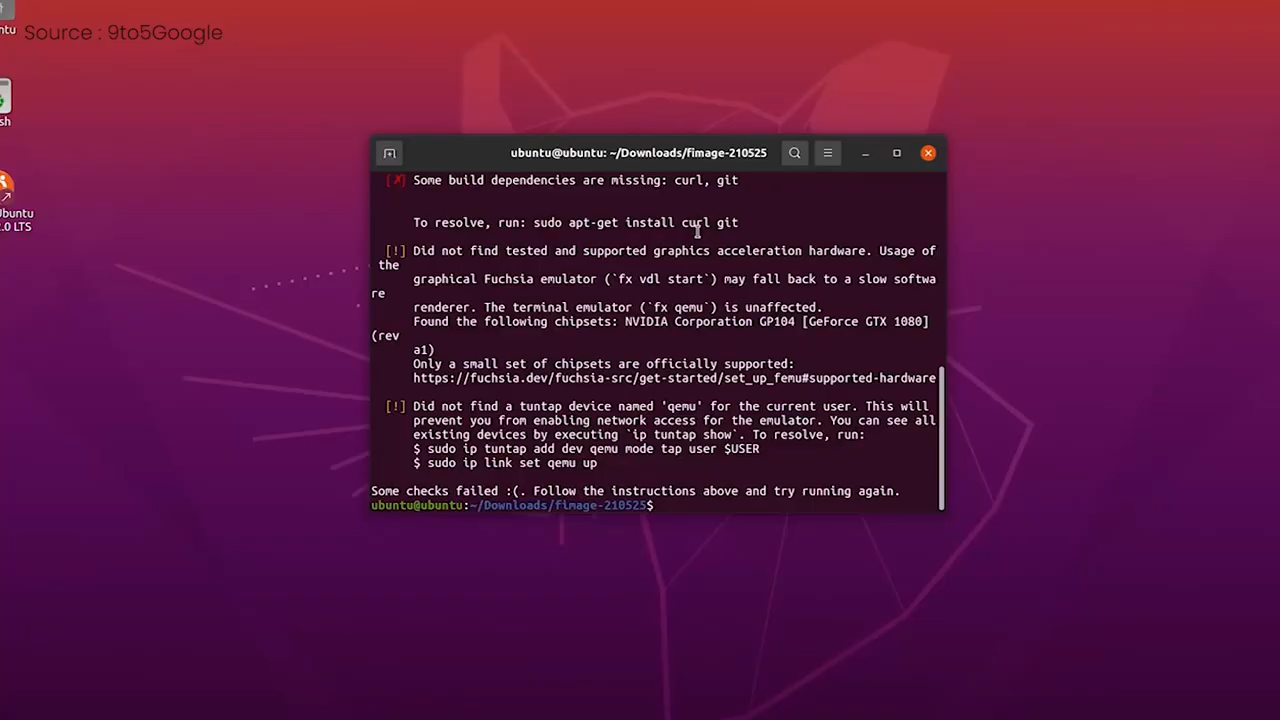 ntu
Source : 9to5Google
sh
Ubuntu
.0 LTS
ubuntu@ubuntu: ~/Downloads/fimage-210525
[✗] Some build dependencies are missing: curl, git
To resolve, run: sudo apt-get install curl git
[!] Did not find tested and supported graphics acceleration hardware. Usage of
the
graphical Fuchsia emulator (`fx vdl start`) may fall back to a slow softwa
re
renderer. The terminal emulator (`fx qemu`) is unaffected.
Found the following chipsets: NVIDIA Corporation GP104 [GeForce GTX 1080]
(rev
a1)
Only a small set of chipsets are officially supported:
https://fuchsia.dev/fuchsia-src/get-started/set_up_femu#supported-hardware
[!] Did not find a tuntap device named 'qemu' for the current user. This will
prevent you from enabling network access for the emulator. You can see all
existing devices by executing `ip tuntap show`. To resolve, run:
$ sudo ip tuntap add dev qemu mode tap user $USER
$ sudo ip link set qemu up
Some checks failed :(. Follow the instructions above and try running again.
ubuntu@ubuntu:~/Downloads/fimage-210525$